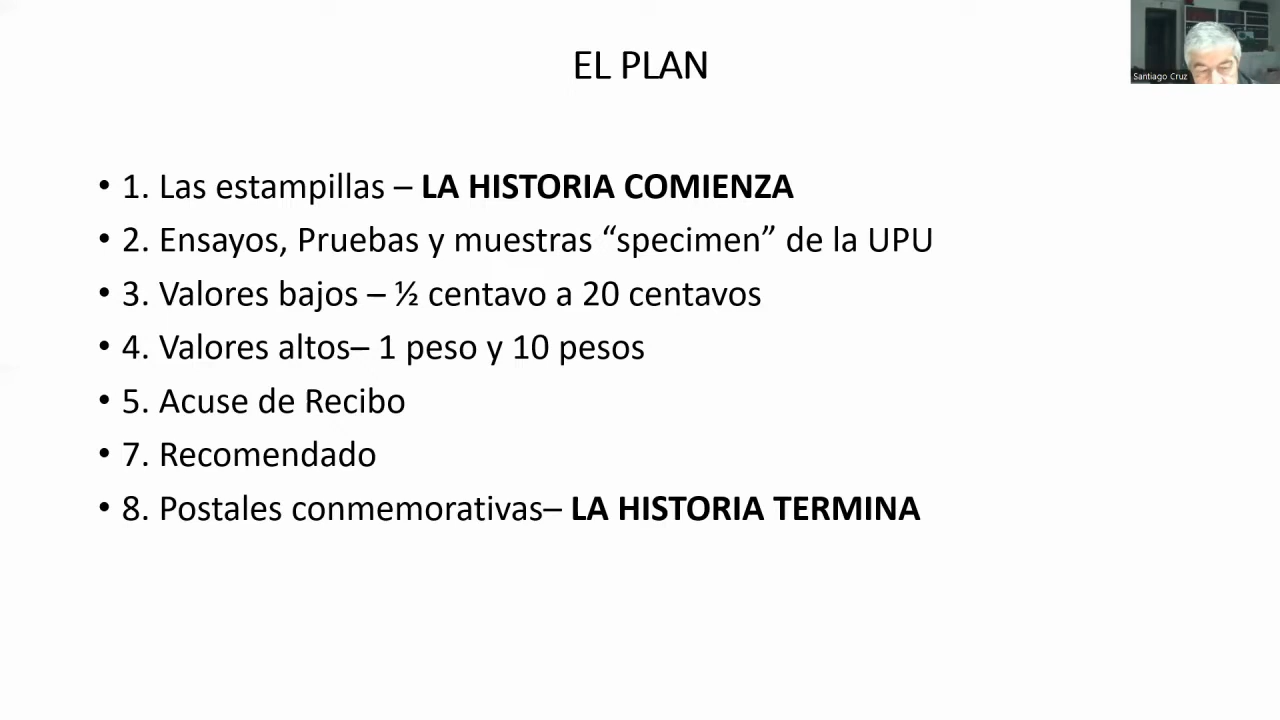 EL PLAN
Santiago Cruz
• 1. Las estampillas – LA HISTORIA COMIENZA
• 2. Ensayos, Pruebas y muestras “specimen” de la UPU
• 3. Valores bajos – ½ centavo a 20 centavos
• 4. Valores altos– 1 peso y 10 pesos
• 5. Acuse de Recibo
• 7. Recomendado
• 8. Postales conmemorativas– LA HISTORIA TERMINA